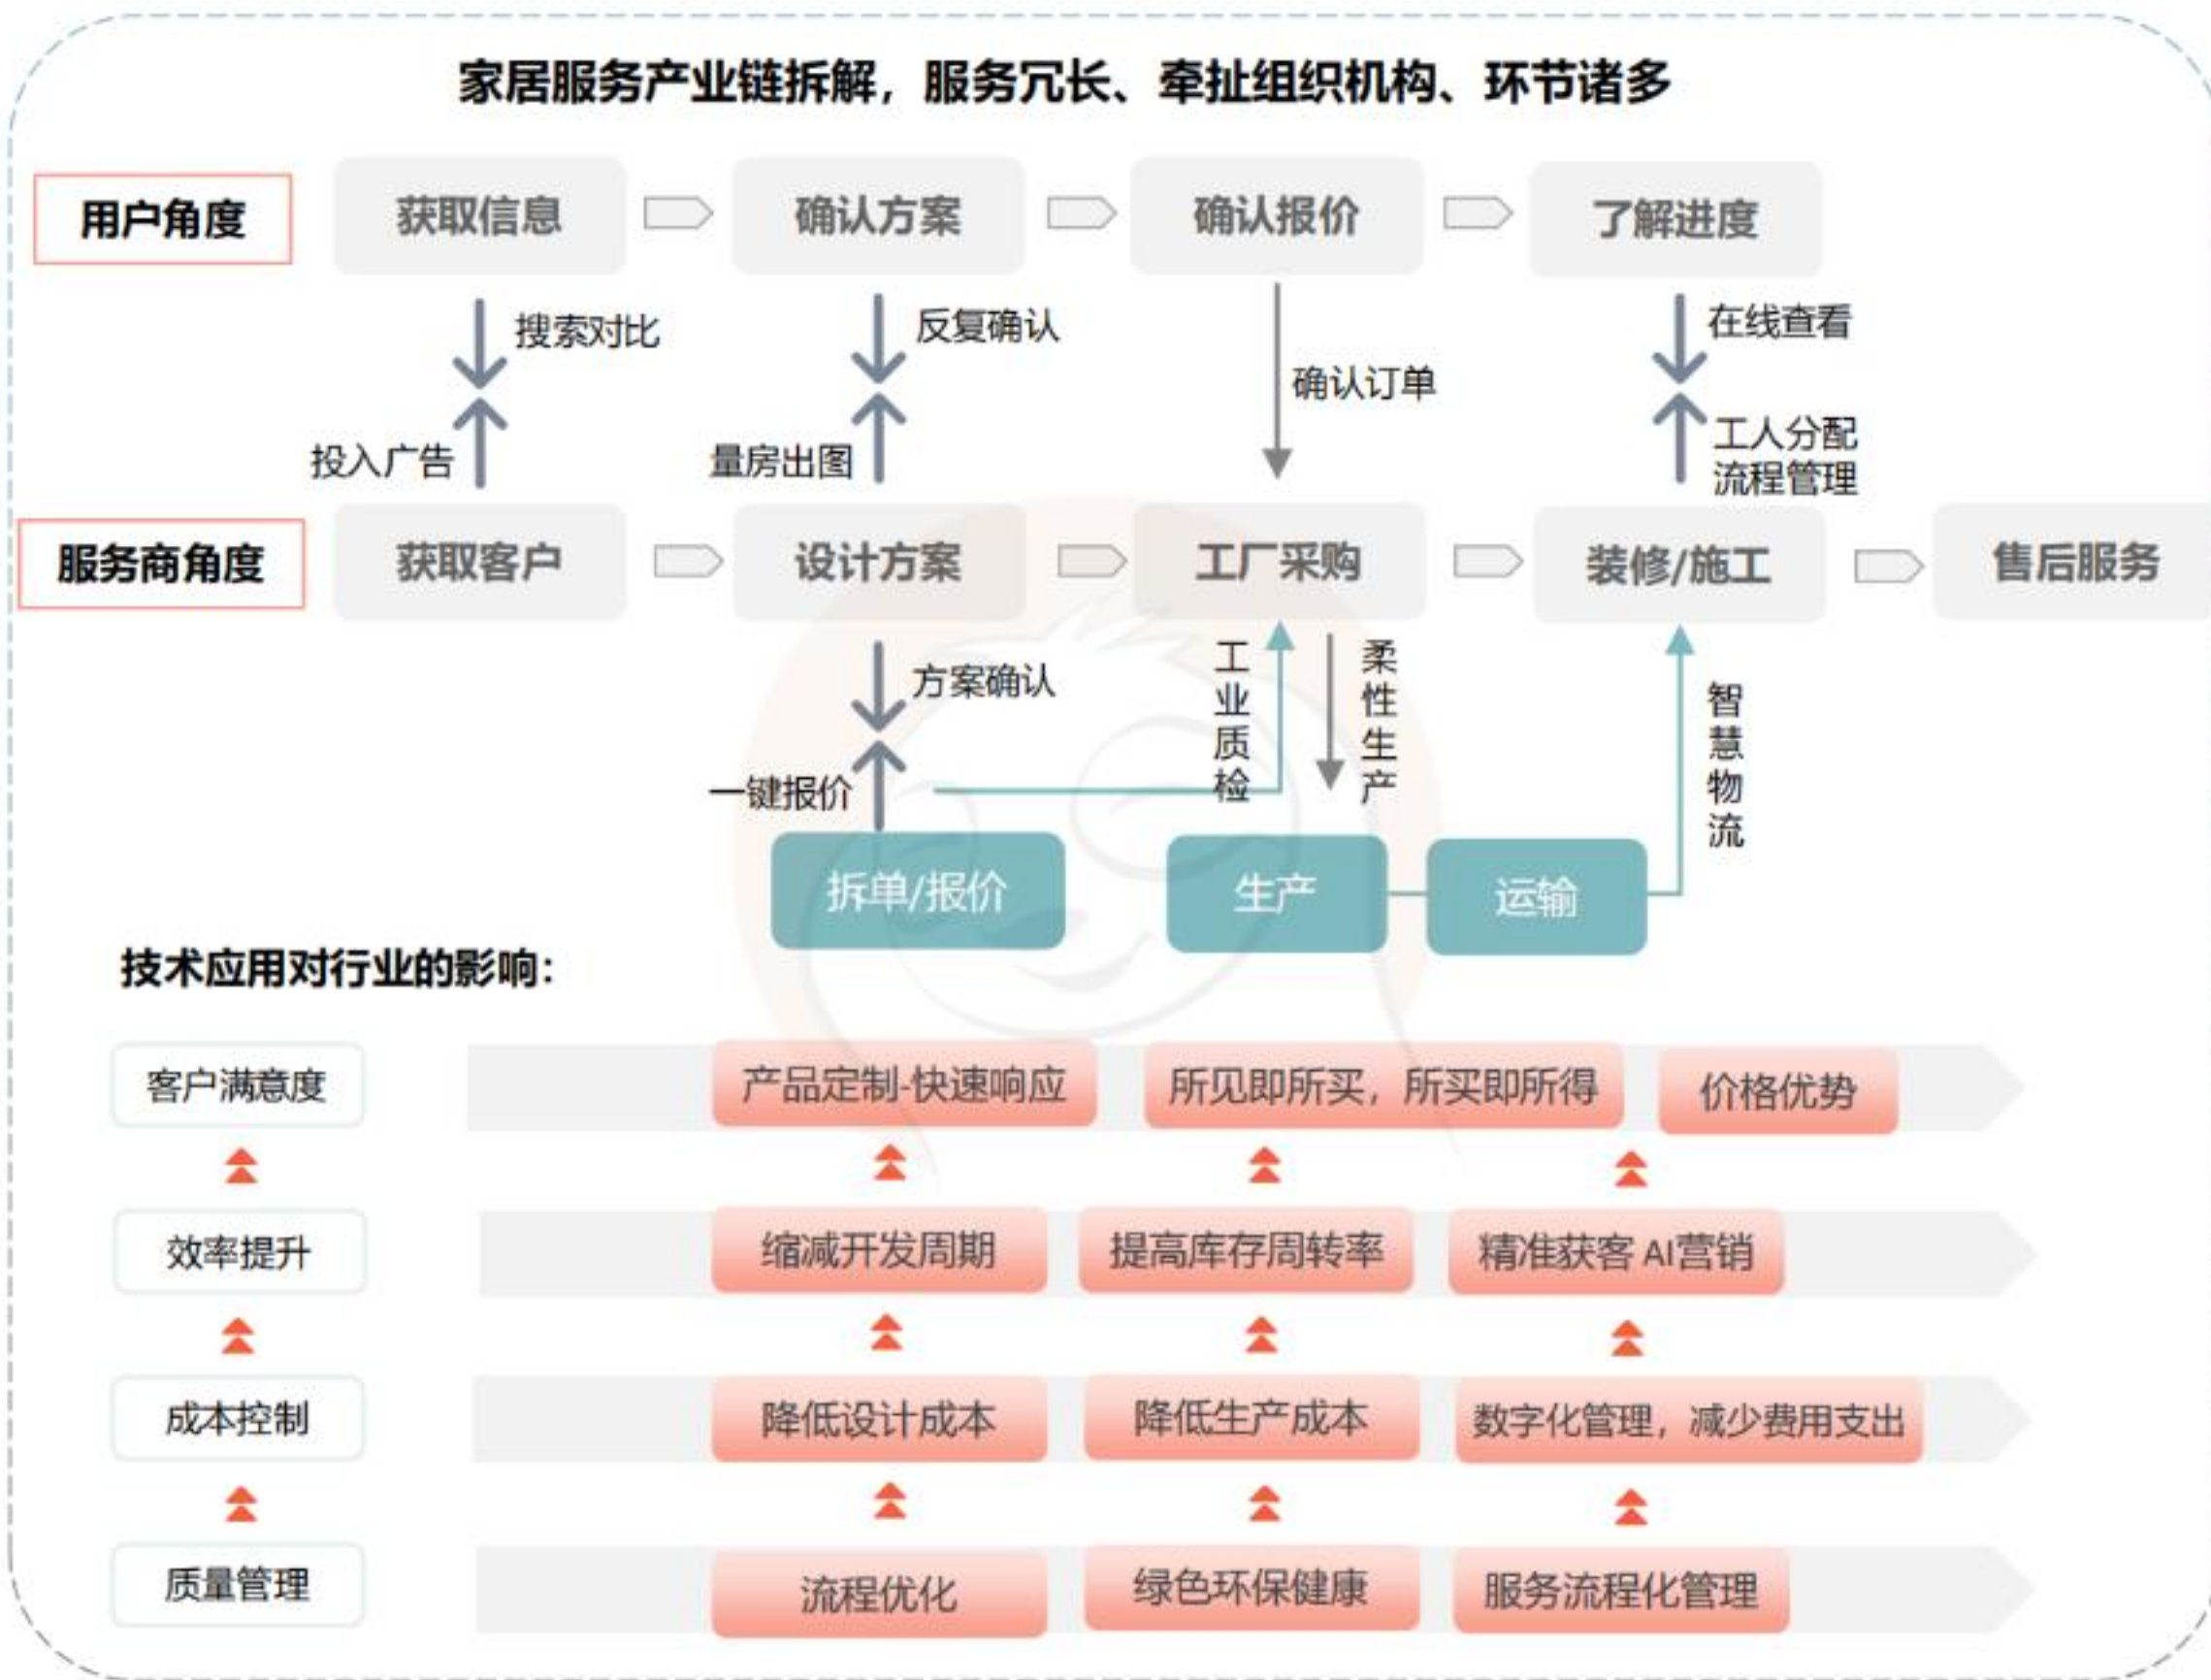 家居服务产业链拆解，服务冗长、牵扯组织机构、环节诸多
用户角度
获取信息
确认方案
确认报价
了解进度
搜索对比
反复确认
确认订单
在线查看
投入广告
量房出图
工人分配
流程管理
服务商角度
获取客户
设计方案
工厂采购
装修/施工
售后服务
方案确认
一键报价
工业质检
柔性生产
智慧物流
拆单/报价
生产
运输
技术应用对行业的影响：
客户满意度
产品定制-快速响应
所见即所买，所买即所得
价格优势
效率提升
缩减开发周期
提高库存周转率
精准获客 AI营销
成本控制
降低设计成本
降低生产成本
数字化管理，减少费用支出
质量管理
流程优化
绿色环保健康
服务流程化管理